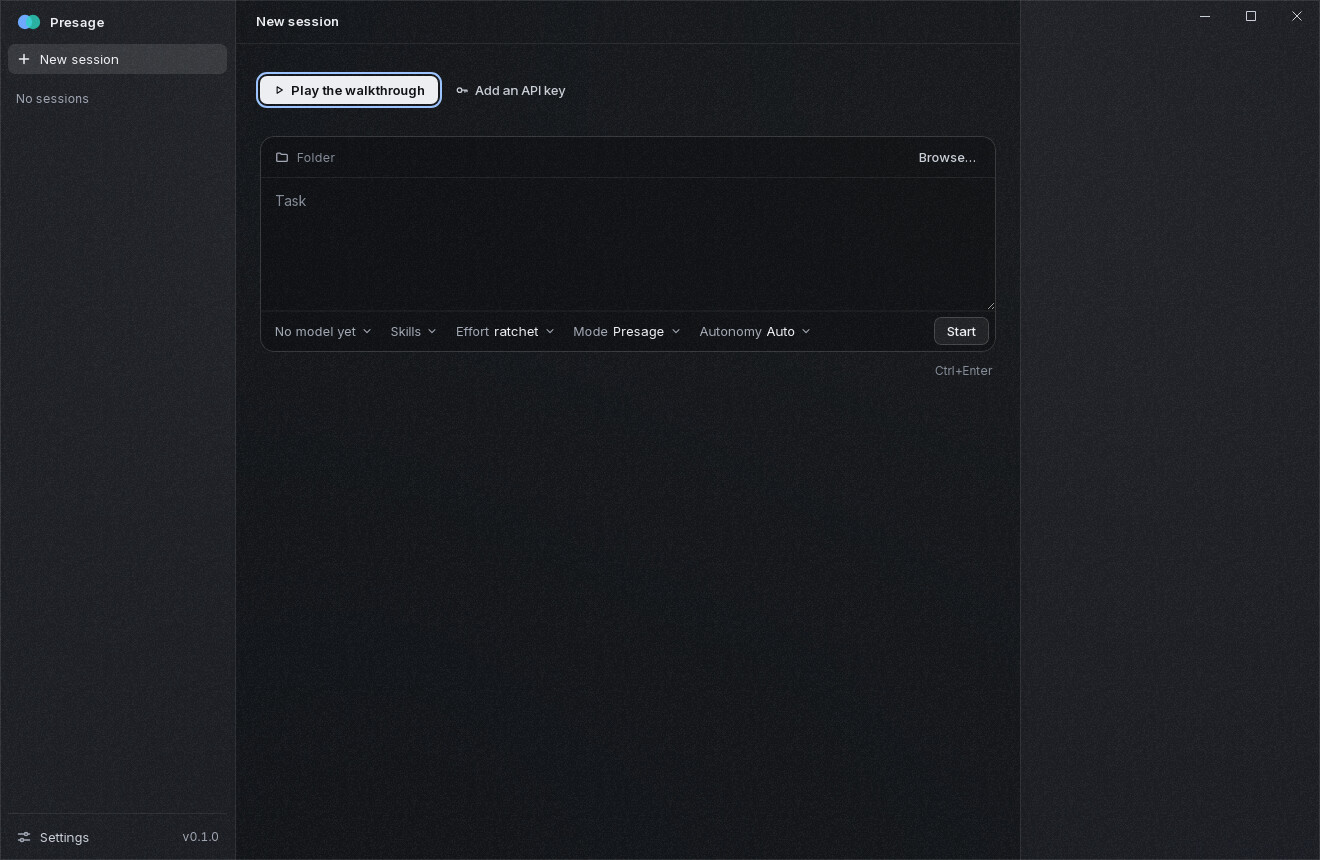 Presage
New session
No sessions
New session
Play the walkthrough
Add an API key
Folder
Browse...
Task
No model yet
Skills
Effort ratchet
Mode Presage
Autonomy Auto
Start
Ctrl+Enter
Settings
v0.1.0